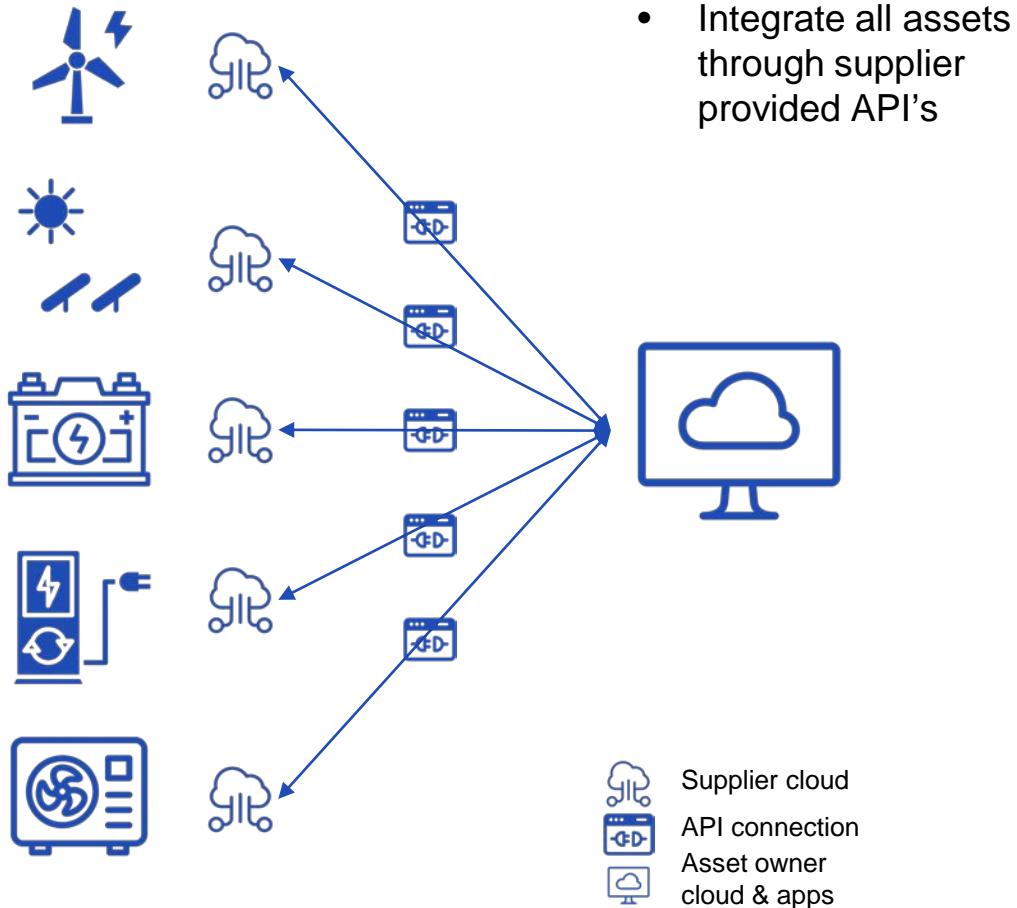 • Integrate all assets
through supplier
provided API's
Supplier cloud
API connection
Asset owner
cloud & apps